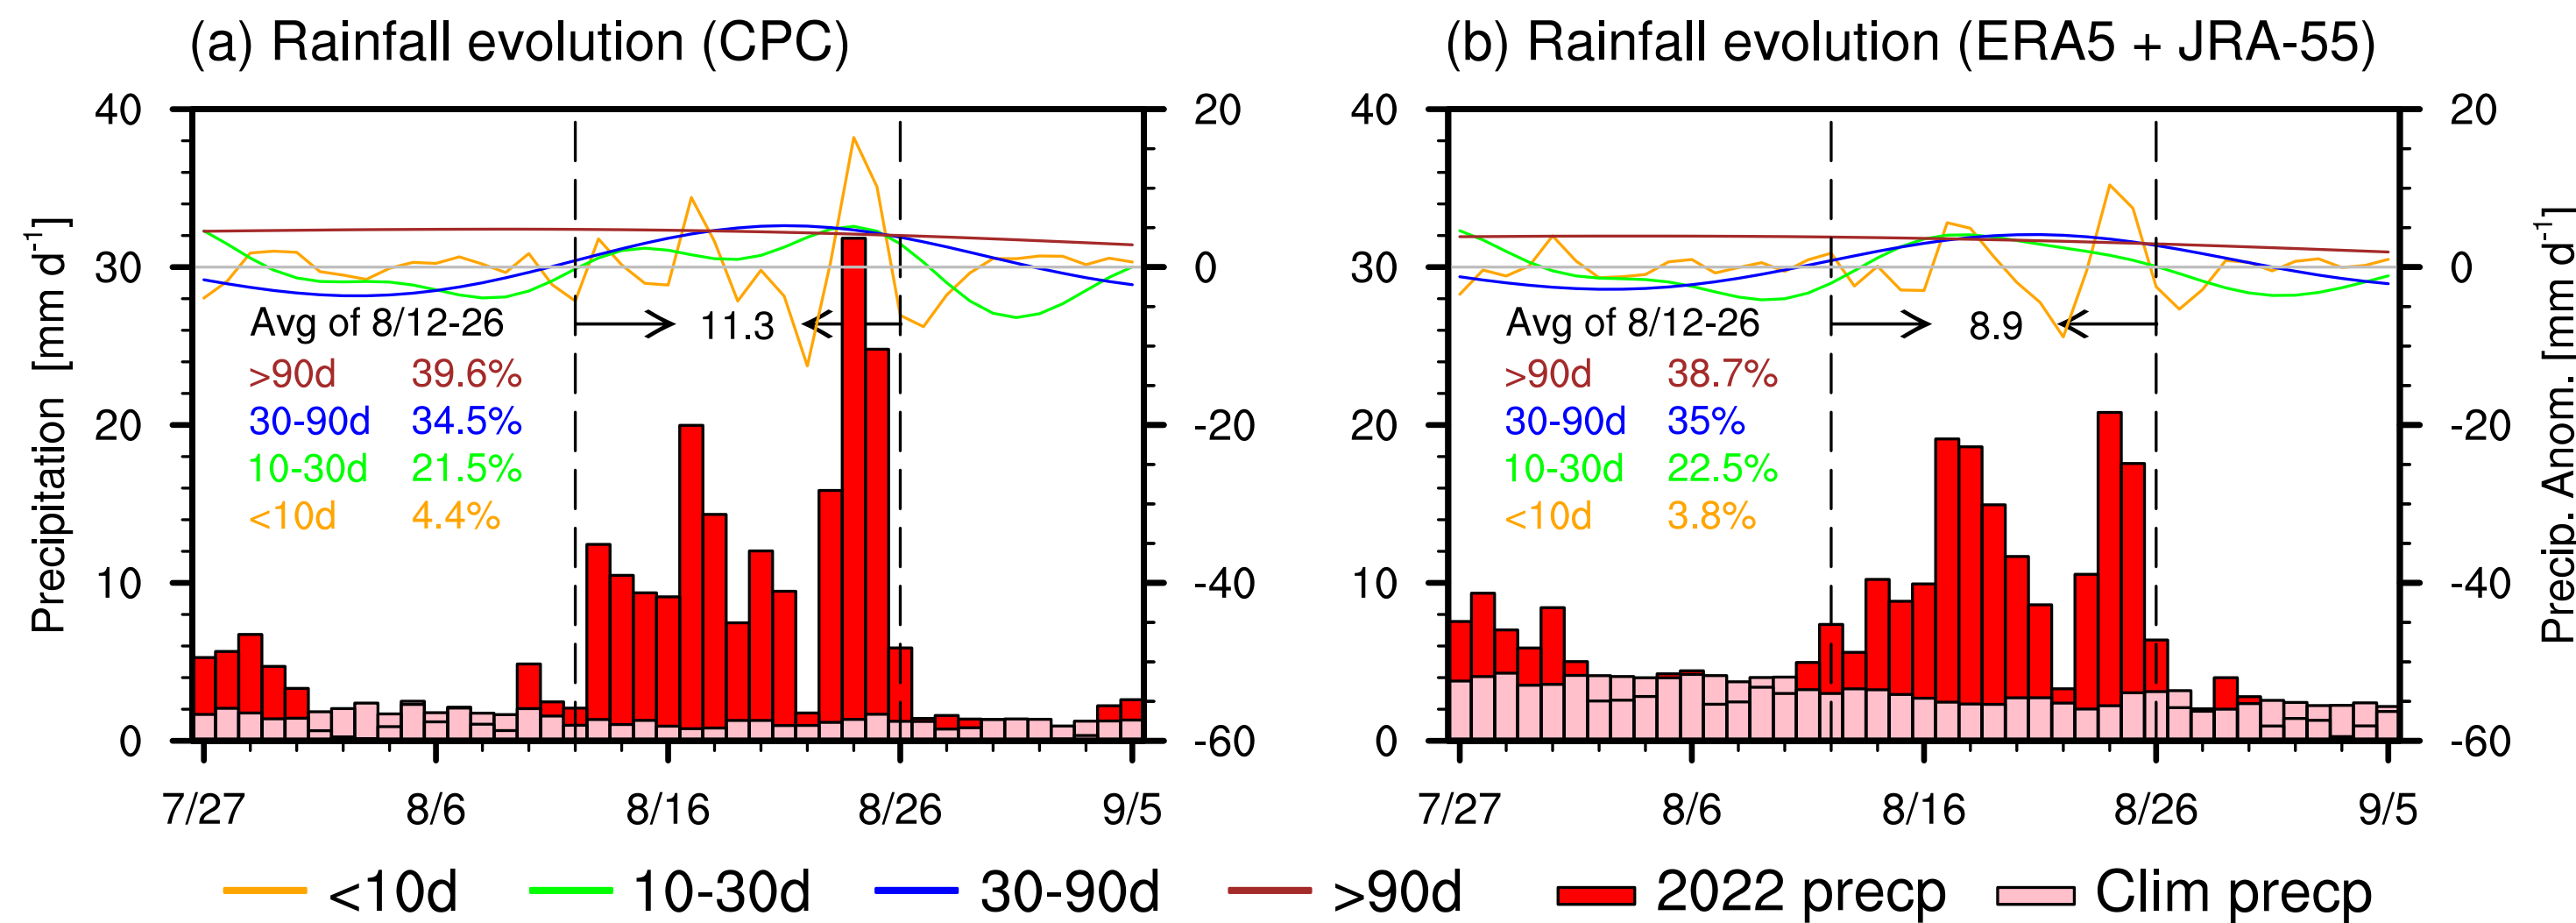 (a) Rainfall evolution (CPC)
40
30
20
10
0
Precipitation [mm d-1]
20
0
-20
-40
-60
Avg of 8/12-26
11.3
>90d 39.6%
30-90d 34.5%
10-30d 21.5%
<10d 4.4%
7/27 8/6 8/16 8/26 9/5
(b) Rainfall evolution (ERA5 + JRA-55)
40
30
20
10
0
20
0
-20
-40
-60
Precip. Anom. [mm d-1]
Avg of 8/12-26
8.9
>90d 38.7%
30-90d 35%
10-30d 22.5%
<10d 3.8%
7/27 8/6 8/16 8/26 9/5
<10d 10-30d 30-90d >90d 2022 precp Clim precp